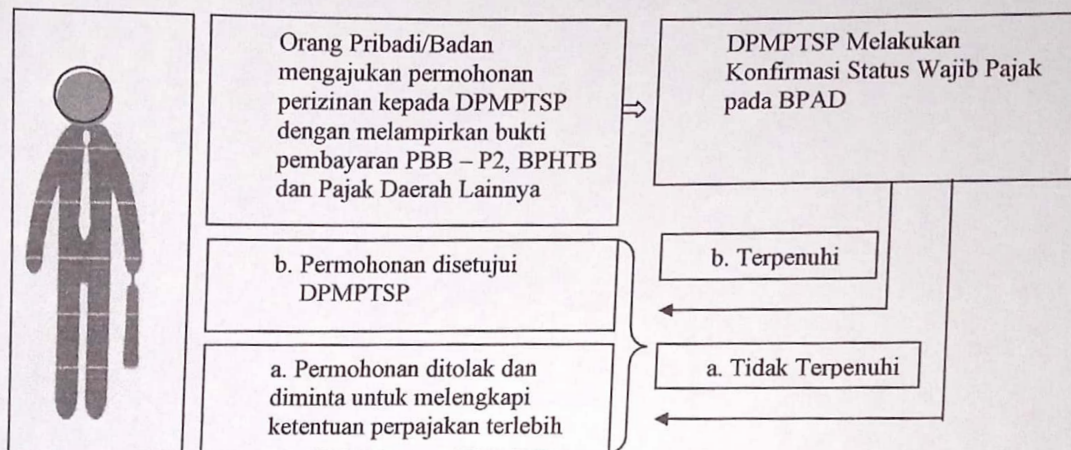 Orang Pribadi/Badan
mengajukan permohonan
perizinan kepada DPMPTSP
dengan melampirkan bukti
pembayaran PBB – P2, BPHTB
dan Pajak Daerah Lainnya
DPMPTSP Melakukan
Konfirmasi Status Wajib Pajak
pada BPAD
b. Permohonan disetujui
DPMPTSP
b. Terpenuhi
a. Permohonan ditolak dan
diminta untuk melengkapi
ketentuan perpajakan terlebih
a. Tidak Terpenuhi